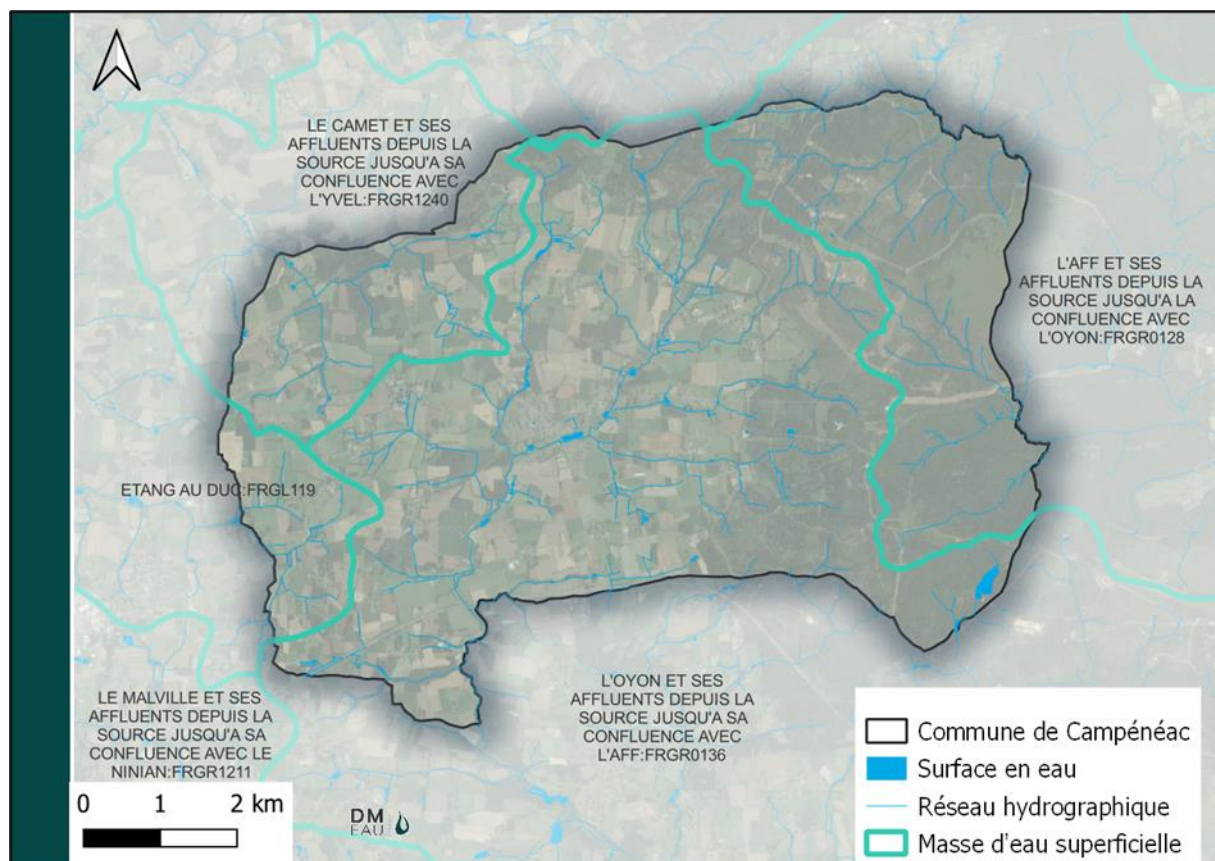 LE CAMET ET SES
AFFLUENTS DEPUIS LA
SOURCE JUSQU'A SA
CONFLUENCE AVEC
L'YVEL:FRGR1240
L'AFF ET SES
AFFLUENTS DEPUIS LA
SOURCE JUSQU'A LA
CONFLUENCE AVEC
L'OYON:FRGR0128
ETANG AU DUC:FRGL119
LE MALVILLE ET SES
AFFLUENTS DEPUIS LA
SOURCE JUSQU'A SA
CONFLUENCE AVEC LE
NINIAN:FRGR1211
L'OYON ET SES
AFFLUENTS DEPUIS LA
SOURCE JUSQU'A SA
CONFLUENCE AVEC
L'AFF:FRGR0136
0 1 2 km
DM
EAU
Commune de Campénéac
Surface en eau
Réseau hydrographique
Masse d'eau superficielle